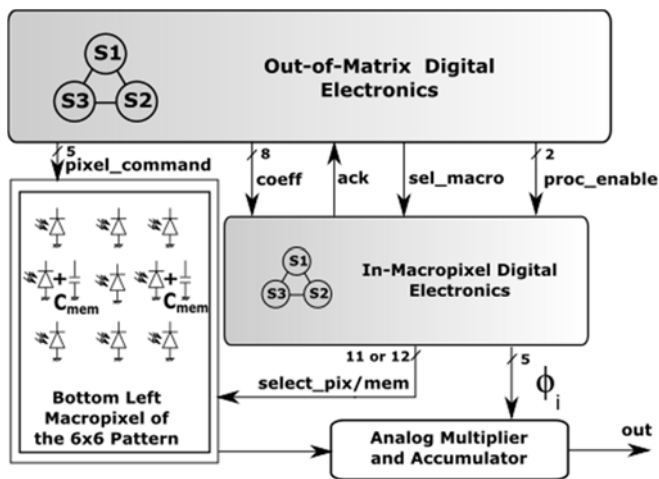 S1
S3
S2
Out-of-Matrix Digital
Electronics
5
pixel_command
8
coeff
ack
sel_macro
2
proc_enable
S1
S3
S2
In-Macropixel Digital
Electronics
+
Cmem
+
Cmem
11 or 12
select_pix/mem
5
ϕi
Bottom Left
Macropixel of
the 6x6 Pattern
Analog Multiplier
and Accumulator
out